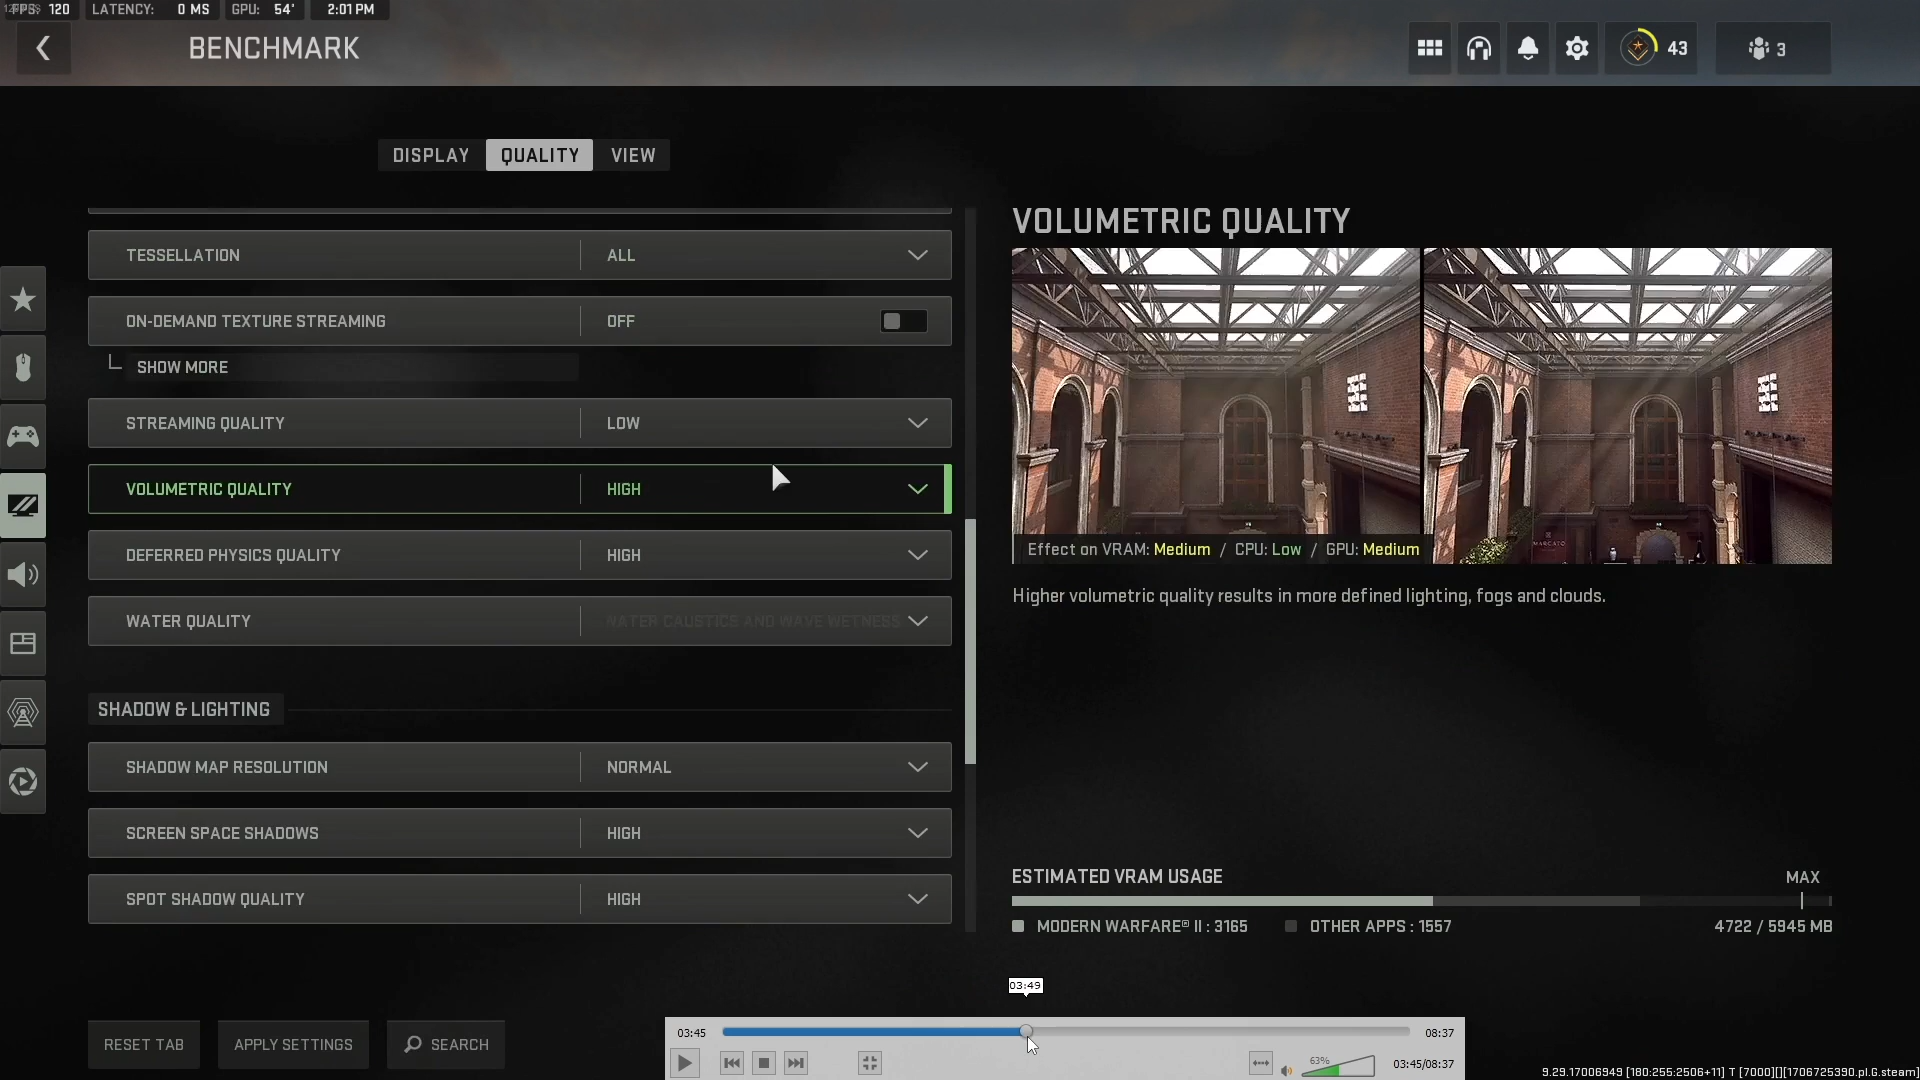 FPS: 120
LATENCY: 0 MS
GPU: 54°
2:01 PM
BENCHMARK
43
3
DISPLAY
QUALITY
VIEW
TESSELLATION
ALL
ON-DEMAND TEXTURE STREAMING
OFF
SHOW MORE
STREAMING QUALITY
LOW
VOLUMETRIC QUALITY
HIGH
DEFERRED PHYSICS QUALITY
HIGH
WATER QUALITY
WATER CAUSTICS AND WAVE WETNESS
SHADOW & LIGHTING
SHADOW MAP RESOLUTION
NORMAL
SCREEN SPACE SHADOWS
HIGH
SPOT SHADOW QUALITY
HIGH
RESET TAB
APPLY SETTINGS
SEARCH
VOLUMETRIC QUALITY
MARCATO
Effect on VRAM: Medium / CPU: Low / GPU: Medium
Higher volumetric quality results in more defined lighting, fogs and clouds.
ESTIMATED VRAM USAGE
MAX
MODERN WARFARE® II : 3165
OTHER APPS : 1557
4722 / 5945 MB
03:49
03:45
08:37
63%
03:45/08:37
9.29.17006949 [180:255:2506+11] T [7000][][1706725390.pl.G.steam]